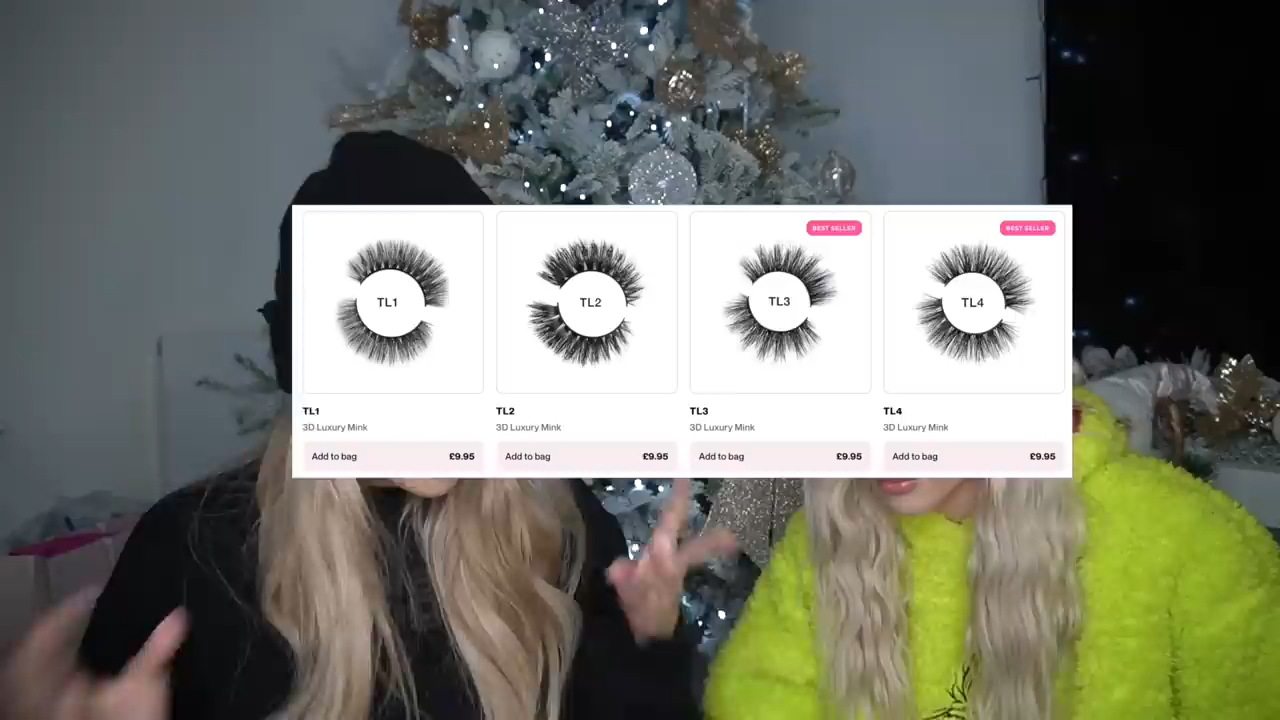 BEST SELLER
BEST SELLER
TL1
TL2
TL3
TL4
TL1
TL2
TL3
TL4
3D Luxury Mink
3D Luxury Mink
3D Luxury Mink
3D Luxury Mink
Add to bag £9.95
Add to bag £9.95
Add to bag £9.95
Add to bag £9.95